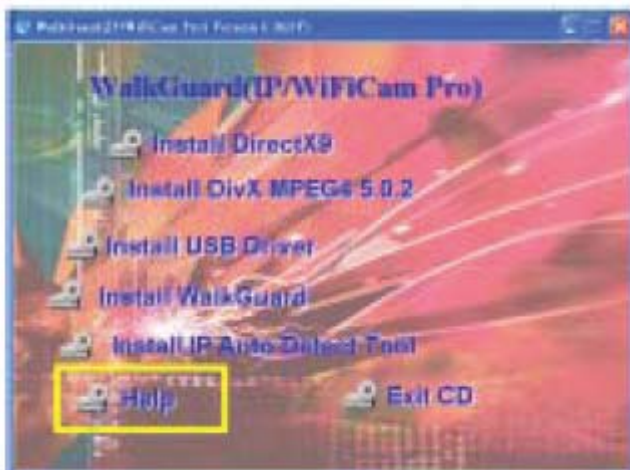 WalkGuard(IP/WiFiCam Pro)
Install DirectX9
Install DivX MPEG4 5.0.2
Install USB Driver
Install WalkGuard
Install IP Auto Detect Tool
Help
Exit CD